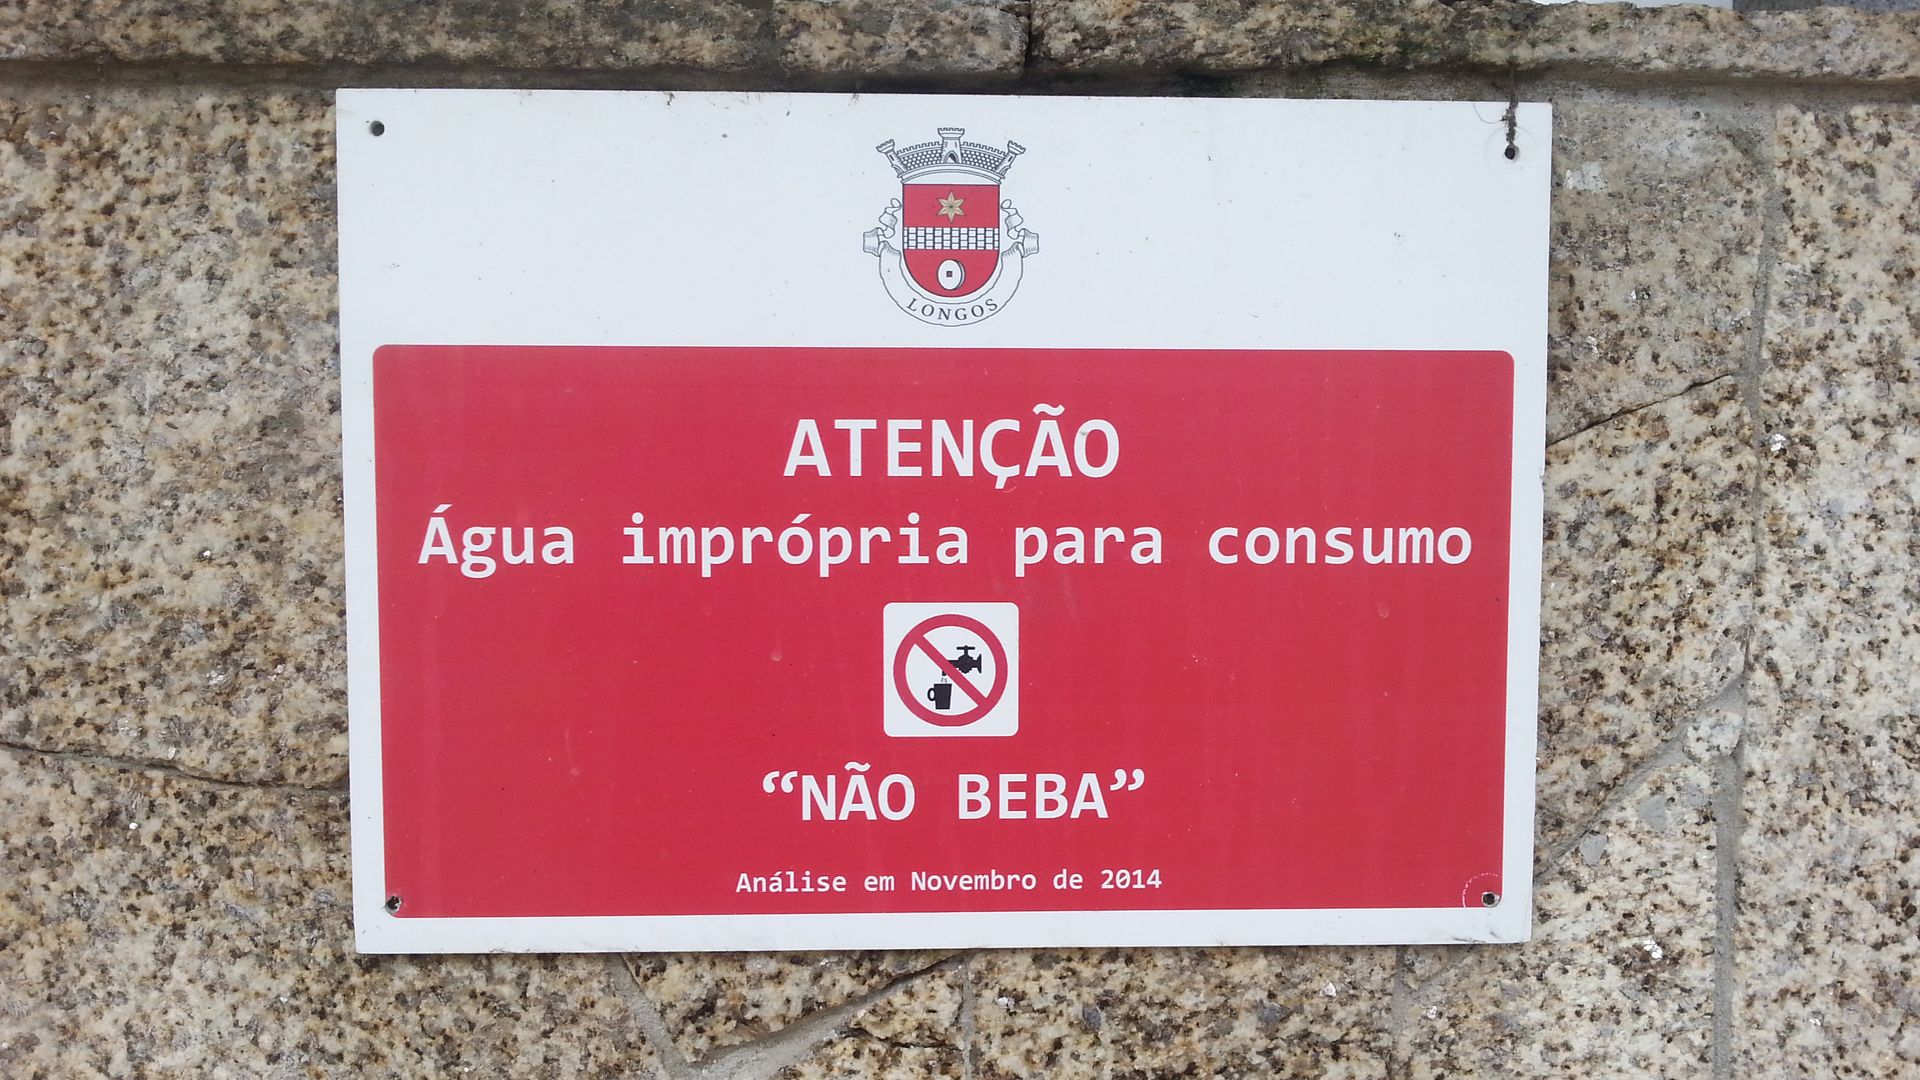 LONGOS
ATENÇÃO
Água imprópria para consumo
“NÃO BEBA”
Análise em Novembro de 2014